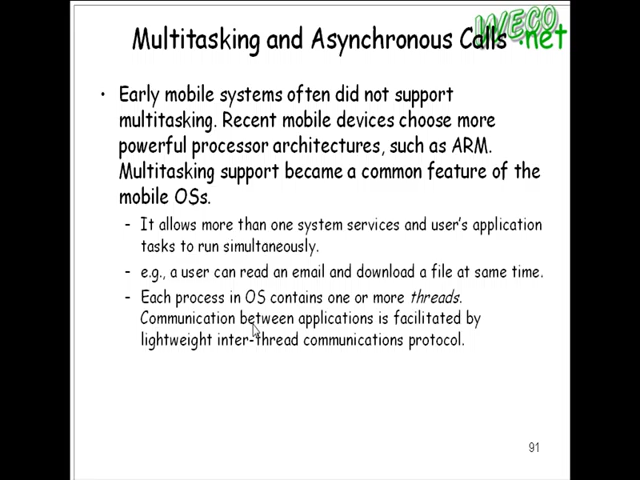 Multitasking and Asynchronous Calls
WECO
.net
• Early mobile systems often did not support
multitasking. Recent mobile devices choose more
powerful processor architectures, such as ARM.
Multitasking support became a common feature of the
mobile OSs.
– It allows more than one system services and user's application
tasks to run simultaneously.
– e.g., a user can read an email and download a file at same time.
– Each process in OS contains one or more threads.
Communication between applications is facilitated by
lightweight inter-thread communications protocol.
91